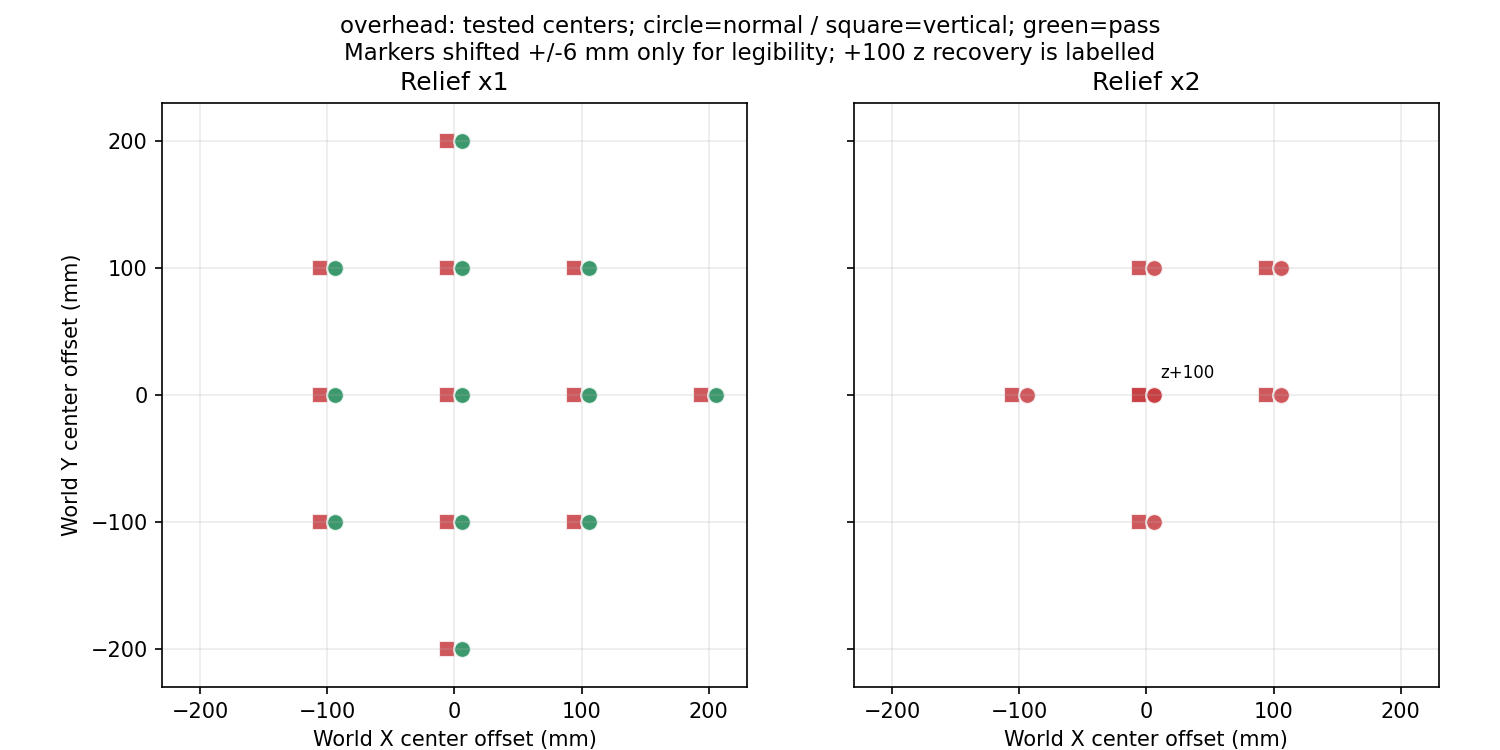 overhead: tested centers; circle=normal / square=vertical; green=pass
Markers shifted +/-6 mm only for legibility; +100 z recovery is labelled
Relief x1
Relief x2
World Y center offset (mm)
200
100
0
−100
−200
z+100
−200
−100
0
100
200
−200
−100
0
100
200
World X center offset (mm)
World X center offset (mm)